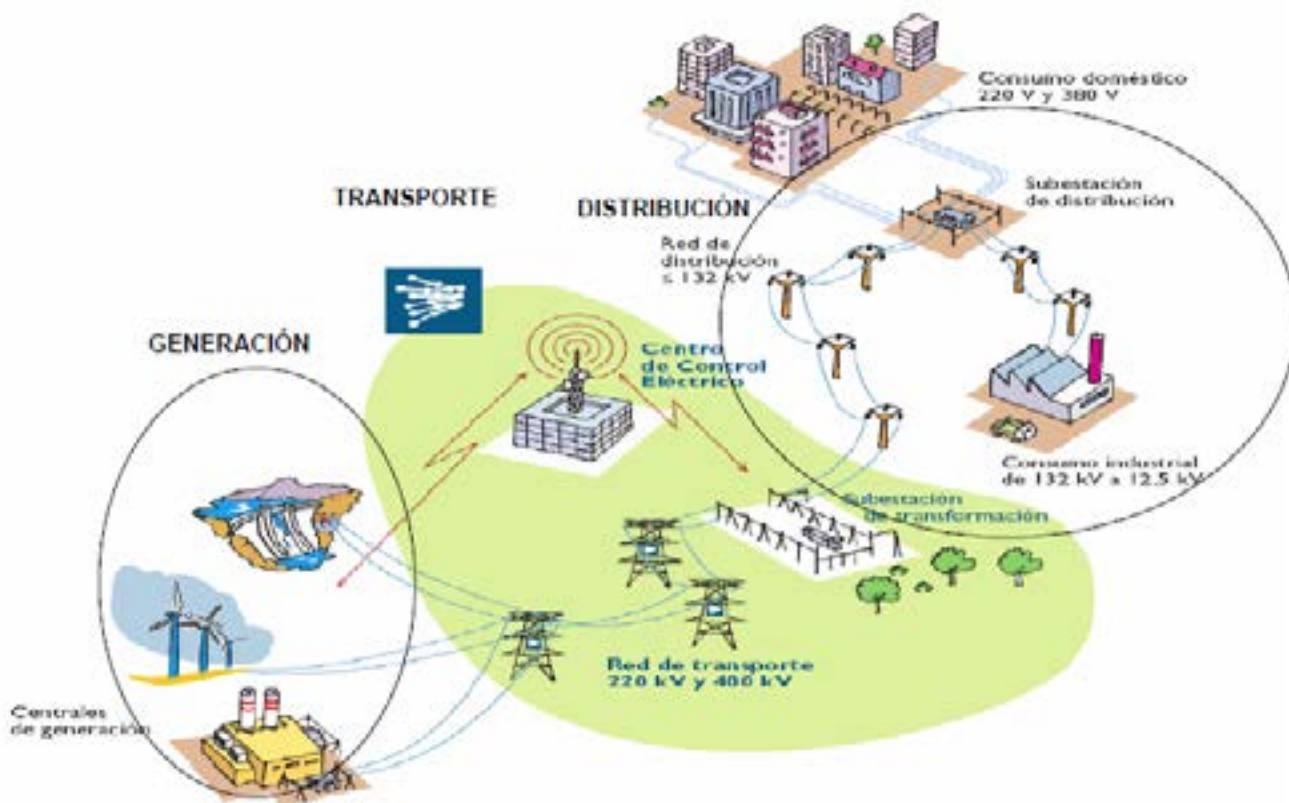 Consumo doméstico
220 V y 380 V
TRANSPORTE
DISTRIBUCIÓN
Subestación
de distribución
Red de
distribución
≤ 132 kV
GENERACIÓN
Centro
de Control
Eléctrico
Consumo industrial
de 132 kV a 12.5 kV
Subestación
de transformación
Red de transporte
220 kV y 400 kV
Centrales
de generación